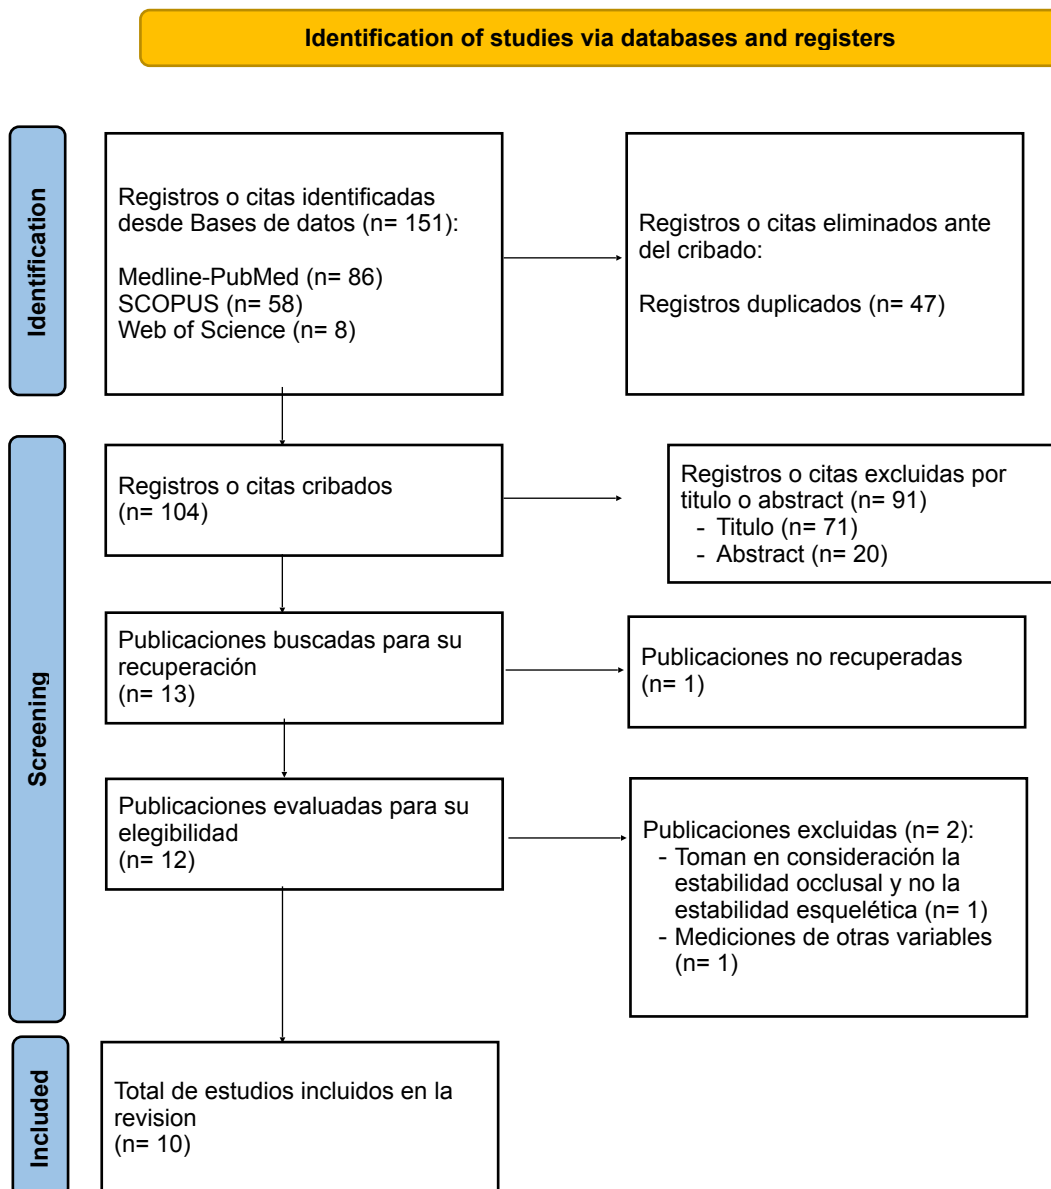 Identification of studies via databases and registers
Identification
Registros o citas identificadas
desde Bases de datos (n= 151):
Medline-PubMed (n= 86)
SCOPUS (n= 58)
Web of Science (n= 8)
Registros o citas eliminados ante
del cribado:
Registros duplicados (n= 47)
Screening
Registros o citas cribados
(n= 104)
Registros o citas excluidas por
titulo o abstract (n= 91)
- Titulo (n= 71)
- Abstract (n= 20)
Publicaciones buscadas para su
recuperación
(n= 13)
Publicaciones no recuperadas
(n= 1)
Publicaciones evaluadas para su
elegibilidad
(n= 12)
Publicaciones excluidas (n= 2):
- Toman en consideración la
estabilidad occlusal y no la
estabilidad esquelética (n= 1)
- Mediciones de otras variables
(n= 1)
Included
Total de estudios incluidos en la
revision
(n= 10)